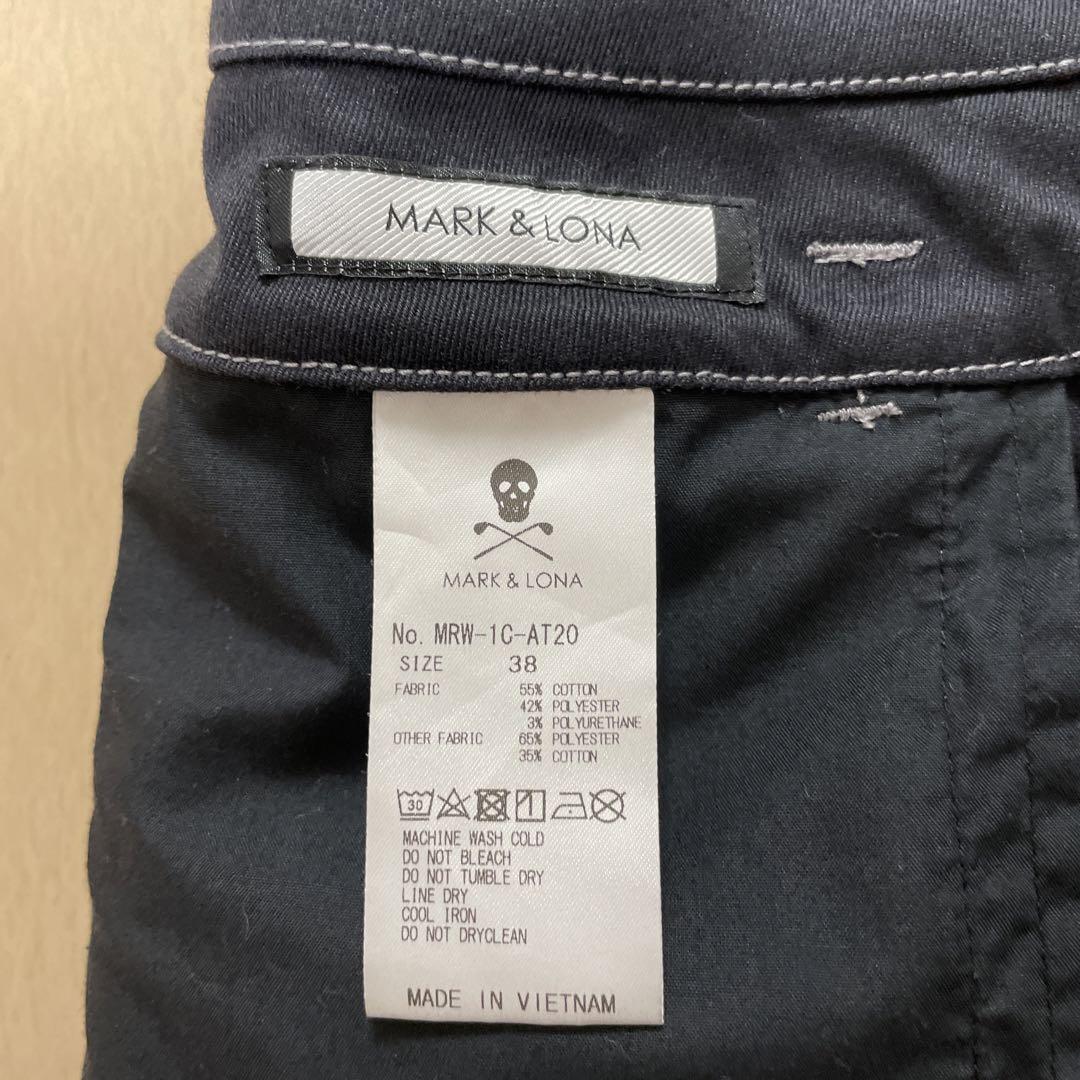 MARK & LONA
MARK & LONA
No. MRW-1C-AT20
SIZE 38
FABRIC 55% COTTON
42% POLYESTER
3% POLYURETHANE
OTHER FABRIC 65% POLYESTER
35% COTTON
30
MACHINE WASH COLD
DO NOT BLEACH
DO NOT TUMBLE DRY
LINE DRY
COOL IRON
DO NOT DRYCLEAN
MADE IN VIETNAM